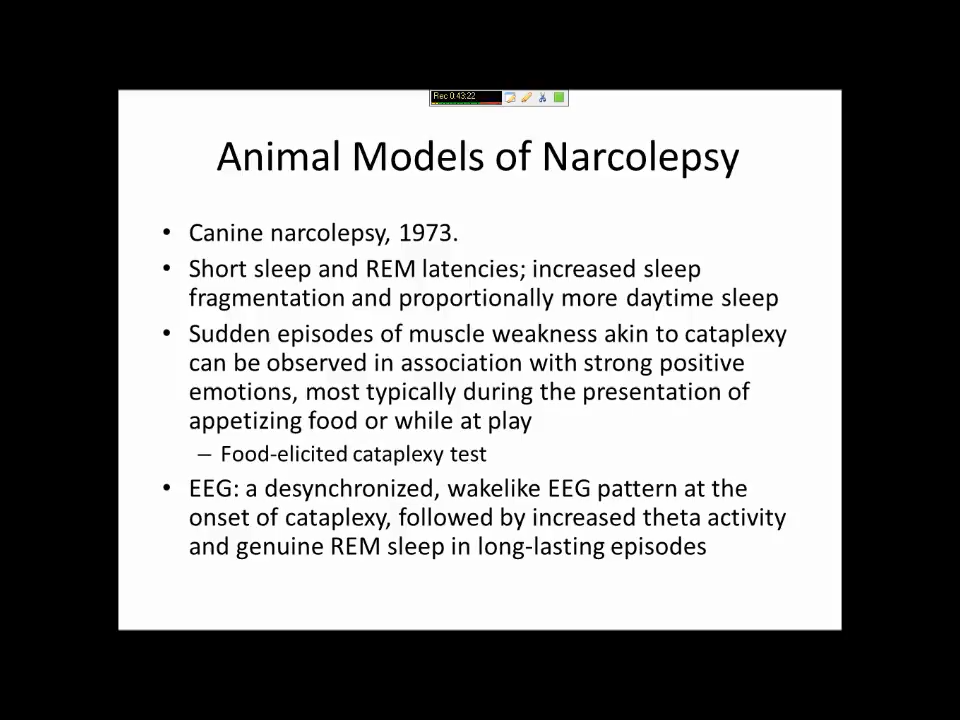 Rec 0:43:22
Animal Models of Narcolepsy
• Canine narcolepsy, 1973.
• Short sleep and REM latencies; increased sleep
fragmentation and proportionally more daytime sleep
• Sudden episodes of muscle weakness akin to cataplexy
can be observed in association with strong positive
emotions, most typically during the presentation of
appetizing food or while at play
– Food-elicited cataplexy test
• EEG: a desynchronized, wakelike EEG pattern at the
onset of cataplexy, followed by increased theta activity
and genuine REM sleep in long-lasting episodes